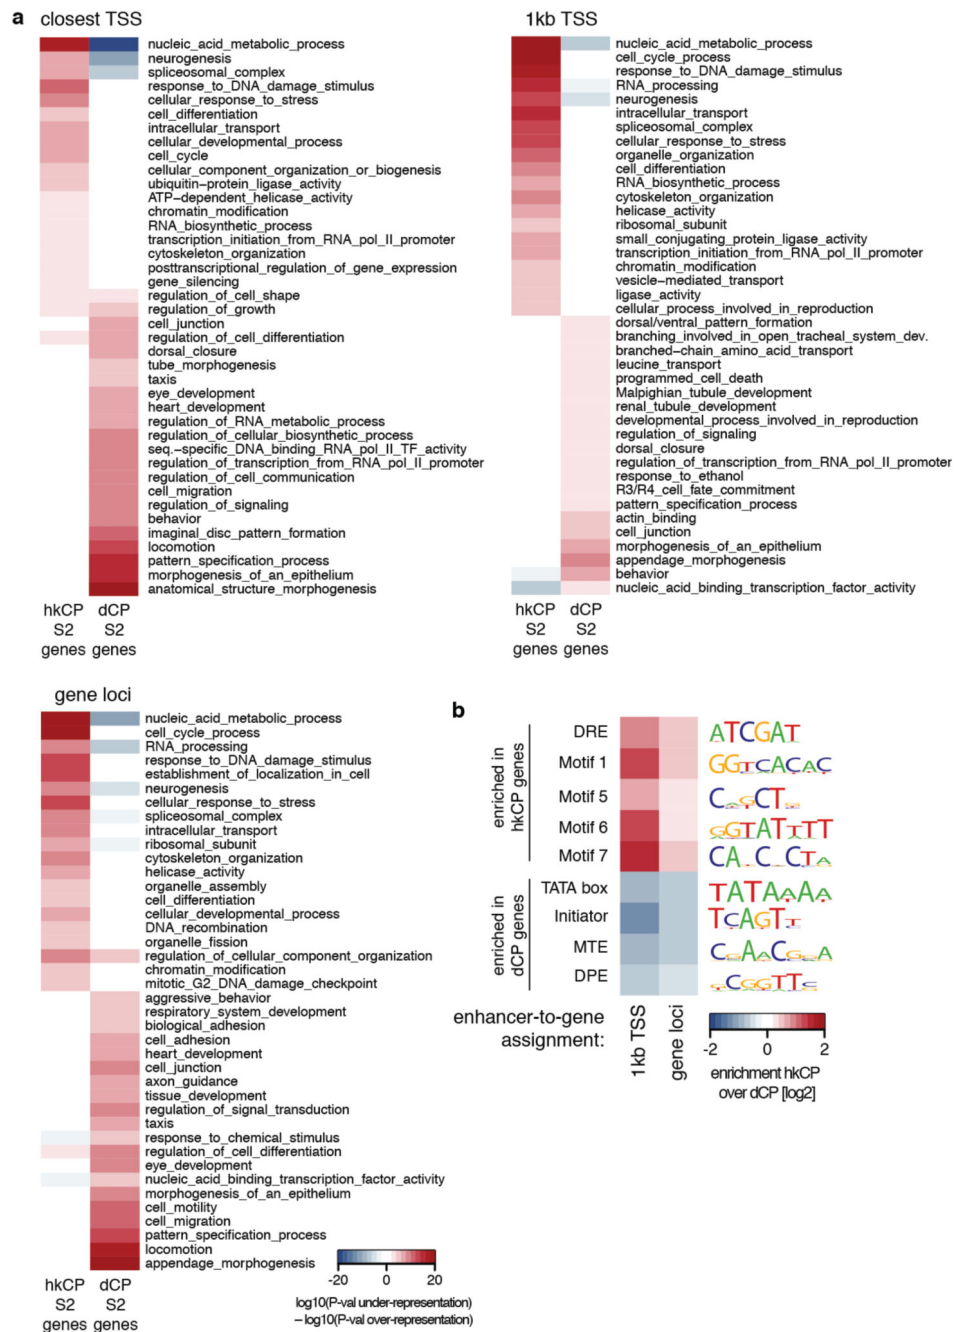 a closest TSS
nucleic_acid_metabolic_process
neurogenesis
spliceosomal_complex
response_to_DNA_damage_stimulus
cellular_response_to_stress
cell_differentiation
intracellular_transport
cellular_developmental_process
cell_cycle
cellular_component_organization_or_biogenesis
ubiquitin−protein_ligase_activity
ATP−dependent_helicase_activity
chromatin_modification
RNA_biosynthetic_process
transcription_initiation_from_RNA_pol_II_promoter
cytoskeleton_organization
posttranscriptional_regulation_of_gene_expression
gene_silencing
regulation_of_cell_shape
regulation_of_growth
cell_junction
regulation_of_cell_differentiation
dorsal_closure
tube_morphogenesis
taxis
eye_development
heart_development
regulation_of_RNA_metabolic_process
regulation_of_cellular_biosynthetic_process
seq.−specific_DNA_binding_RNA_pol_II_TF_activity
regulation_of_transcription_from_RNA_pol_II_promoter
regulation_of_cell_communication
cell_migration
regulation_of_signaling
behavior
imaginal_disc_pattern_formation
locomotion
pattern_specification_process
morphogenesis_of_an_epithelium
anatomical_structure_morphogenesis
hkCP dCP
S2 S2
genes genes
1kb TSS
nucleic_acid_metabolic_process
cell_cycle_process
response_to_DNA_damage_stimulus
RNA_processing
neurogenesis
intracellular_transport
spliceosomal_complex
cellular_response_to_stress
organelle_organization
cell_differentiation
RNA_biosynthetic_process
cytoskeleton_organization
helicase_activity
ribosomal_subunit
small_conjugating_protein_ligase_activity
transcription_initiation_from_RNA_pol_II_promoter
chromatin_modification
vesicle−mediated_transport
ligase_activity
cellular_process_involved_in_reproduction
dorsal/ventral_pattern_formation
branching_involved_in_open_tracheal_system_dev.
branched−chain_amino_acid_transport
leucine_transport
programmed_cell_death
Malpighian_tubule_development
renal_tubule_development
developmental_process_involved_in_reproduction
regulation_of_signaling
dorsal_closure
regulation_of_transcription_from_RNA_pol_II_promoter
response_to_ethanol
R3/R4_cell_fate_commitment
pattern_specification_process
actin_binding
cell_junction
morphogenesis_of_an_epithelium
appendage_morphogenesis
behavior
nucleic_acid_binding_transcription_factor_activity
hkCP dCP
S2 S2
genes genes
gene loci
nucleic_acid_metabolic_process
cell_cycle_process
RNA_processing
response_to_DNA_damage_stimulus
establishment_of_localization_in_cell
neurogenesis
cellular_response_to_stress
spliceosomal_complex
intracellular_transport
ribosomal_subunit
cytoskeleton_organization
helicase_activity
organelle_assembly
cell_differentiation
cellular_developmental_process
DNA_recombination
organelle_fission
regulation_of_cellular_component_organization
chromatin_modification
mitotic_G2_DNA_damage_checkpoint
aggressive_behavior
respiratory_system_development
biological_adhesion
cell_adhesion
heart_development
cell_junction
axon_guidance
tissue_development
regulation_of_signal_transduction
taxis
response_to_chemical_stimulus
regulation_of_cell_differentiation
eye_development
nucleic_acid_binding_transcription_factor_activity
morphogenesis_of_an_epithelium
cell_motility
cell_migration
pattern_specification_process
locomotion
appendage_morphogenesis
hkCP dCP
S2 S2
genes genes
-20 0 20
log10(P-val under-representation)
– log10(P-val over-representation)
b
enriched in
hkCP genes
DRE ATCGAT
Motif 1 GGTCACAC
Motif 5 CAGCT
Motif 6 GGTATTTT
Motif 7 CA C CTA
enriched in
dCP genes
TATA box TATAAAA
Initiator TCAGT
MTE CGAACGGA
DPE CGGTT
enhancer-to-gene
assignment:
1kb TSS
gene loci
-2 0 2
enrichment hkCP
over dCP [log2]